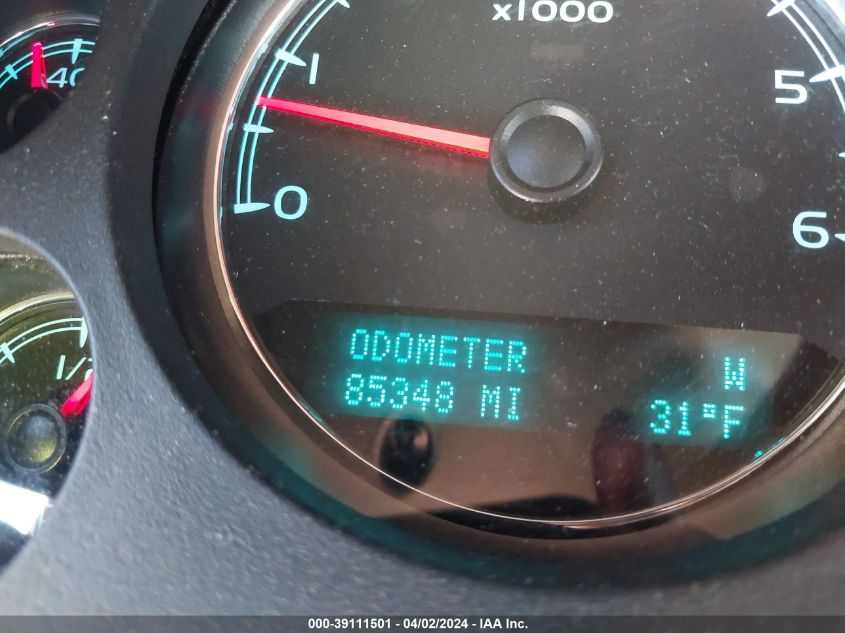 x1000
40
1
5
0
6
1/2
ODOMETER
W
85348 MI
31°F
000-39111501 - 04/02/2024 - IAA Inc.